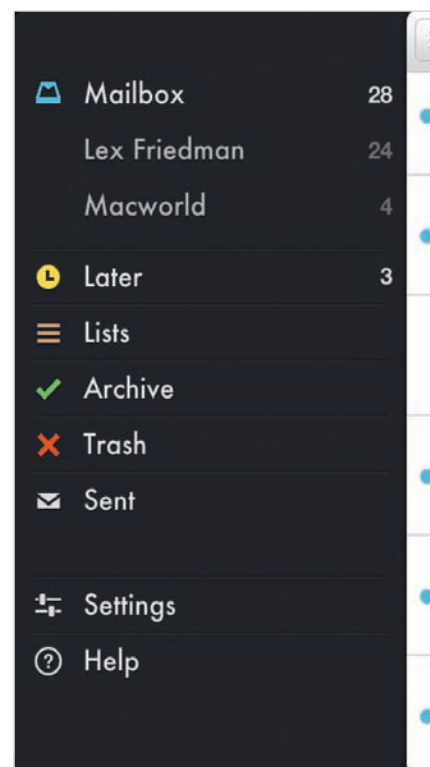 Mailbox 28
Lex Friedman 24
Macworld 4
Later 3
Lists
Archive
Trash
Sent
Settings
Help